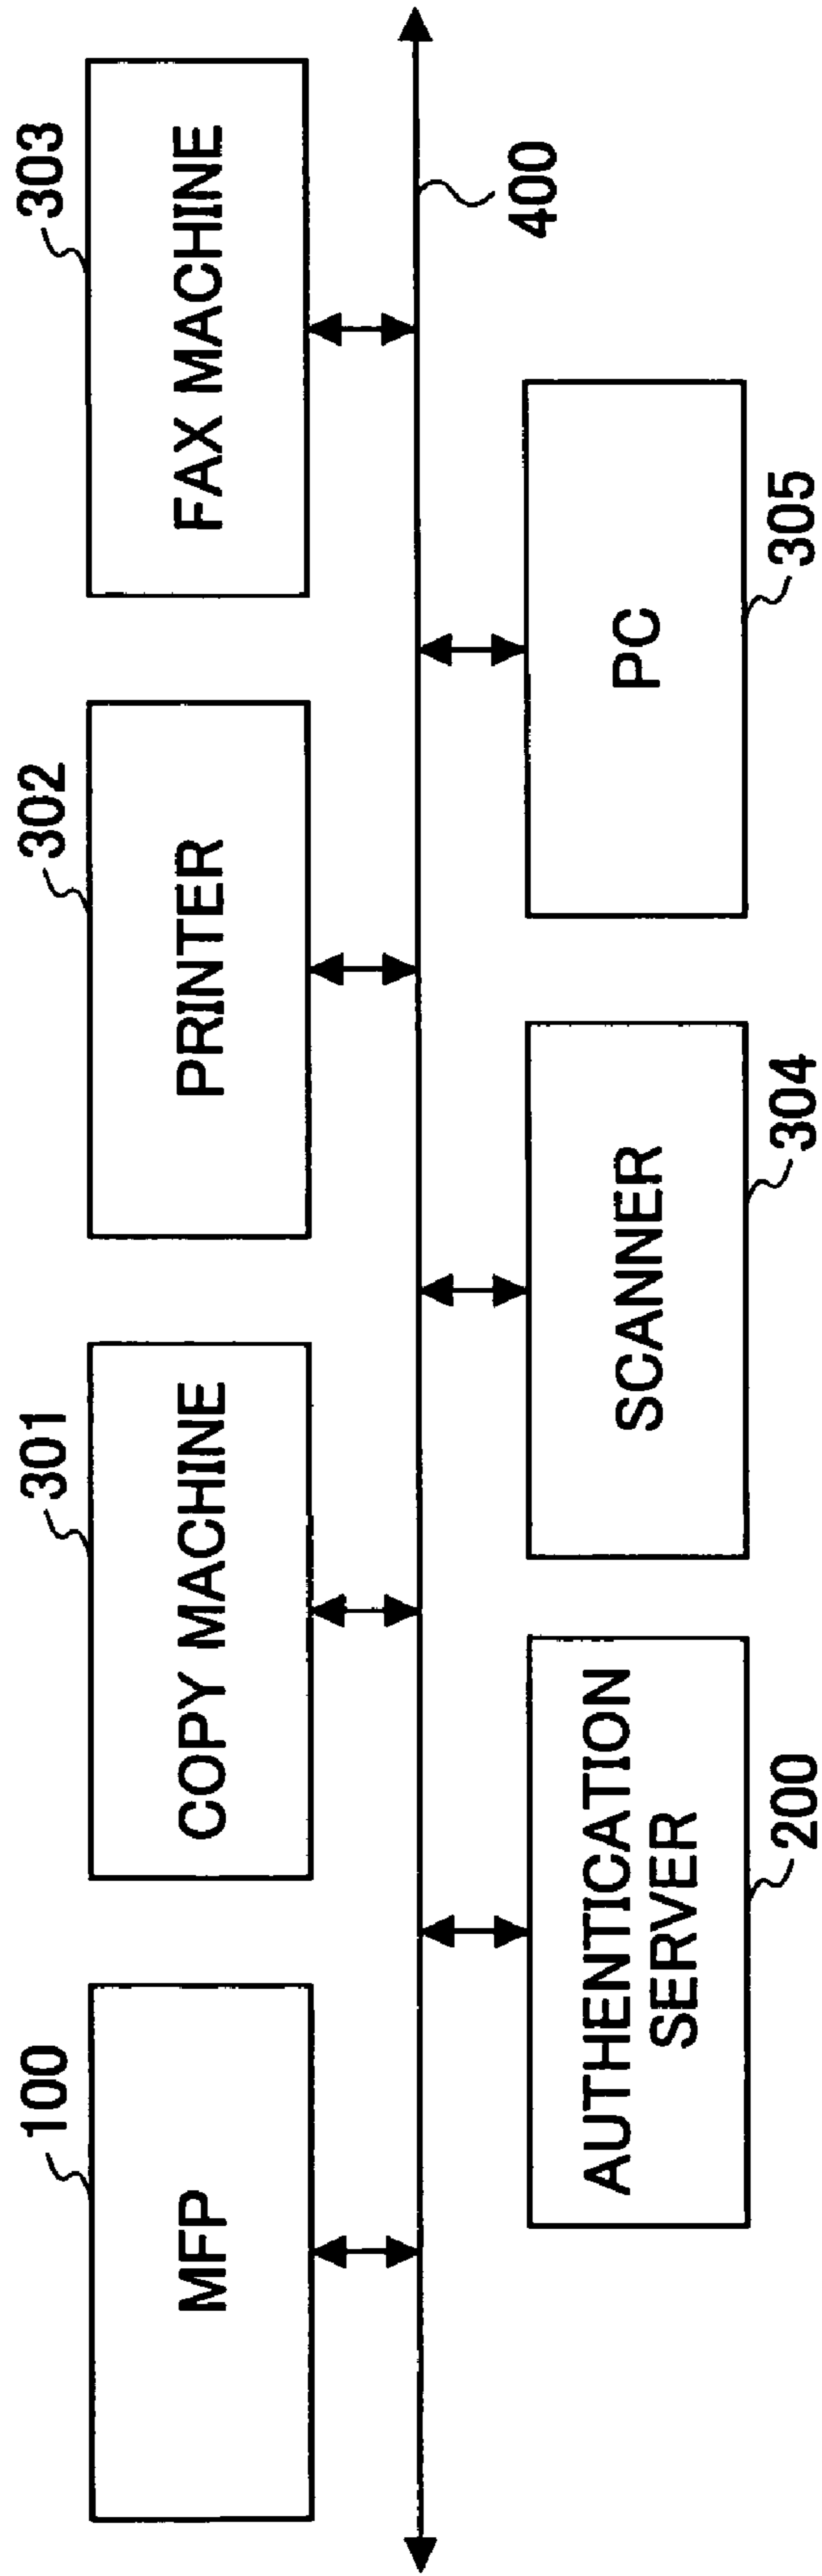 100
MFP
301
COPY MACHINE
302
PRINTER
303
FAX MACHINE
400
AUTHENTICATION
SERVER
200
SCANNER
304
PC
305